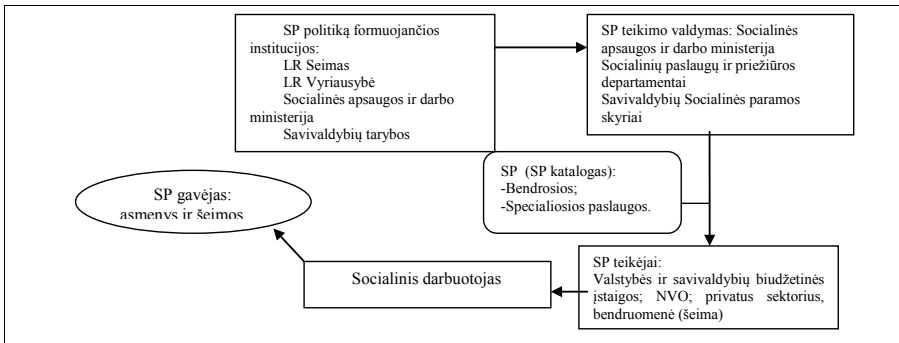 SP politiką formuojančios
institucijos:
LR Seimas
LR Vyriausybė
Socialinės apsaugos ir darbo
ministerija
Savivaldybių tarybos
SP teikimo valdymas: Socialinės
apsaugos ir darbo ministerija
Socialinių paslaugų ir priežiūros
departamentai
Savivaldybių Socialinės paramos
skyriai
SP (SP katalogas):
-Bendrosios;
-Specialiosios paslaugos.
SP gavėjas:
asmenys ir šeimos
SP teikėjai:
Valstybės ir savivaldybių biudžetinės
įstaigos; NVO; privatus sektorius,
bendruomenė (šeima)
Socialinis darbuotojas